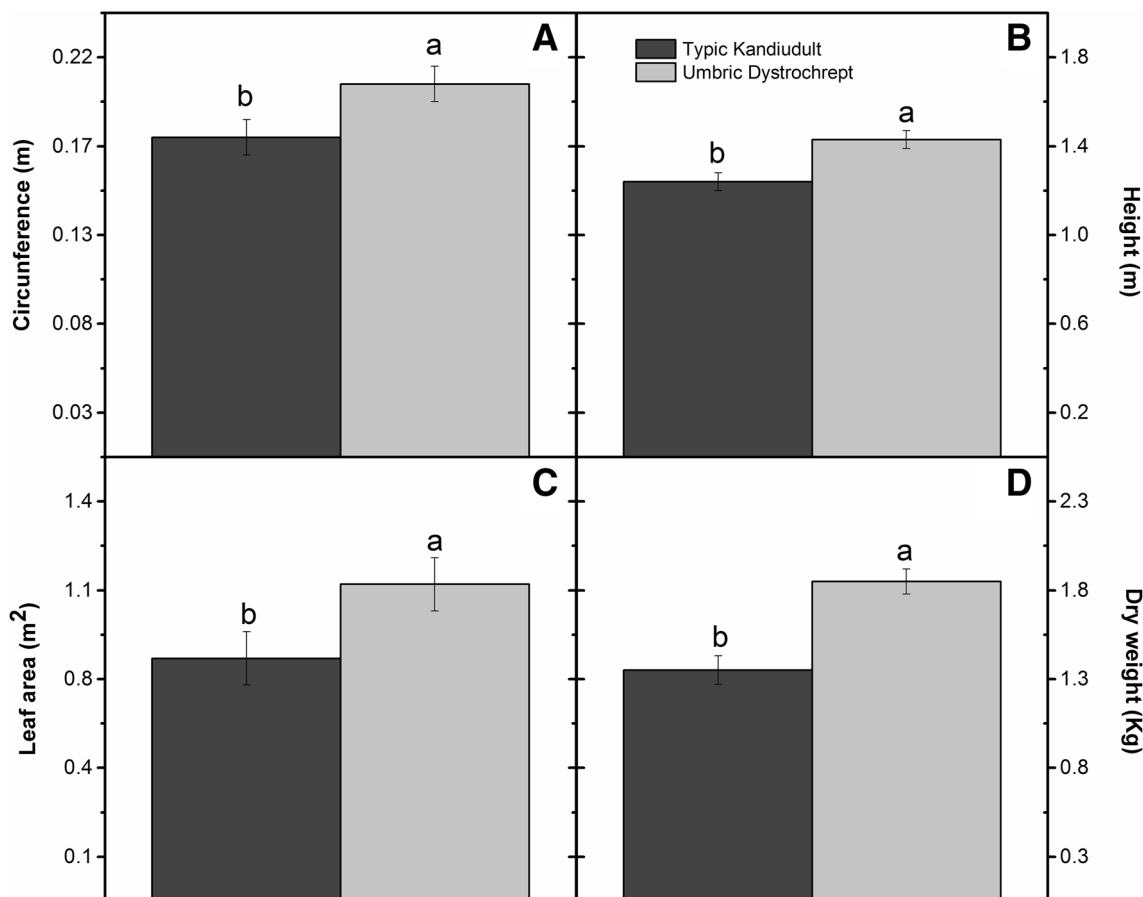 A
B
Typic Kandiudult
Umbric Dystrochrept
0.22
0.17
0.13
0.08
0.03
Circunference (m)
b
a
b
a
1.8
1.4
1.0
0.6
0.2
Height (m)
C
D
1.4
1.1
0.8
0.4
0.1
Leaf area (m²)
b
a
b
a
2.3
1.8
1.3
0.8
0.3
Dry weight (Kg)